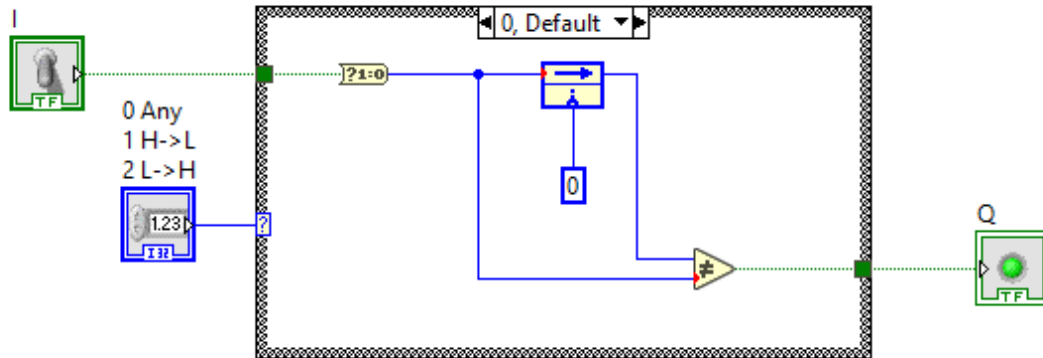 I
0, Default
?1:0
TF
0 Any
1 H->L
2 L->H
0
1.23
?
I32
Q
≠
TF